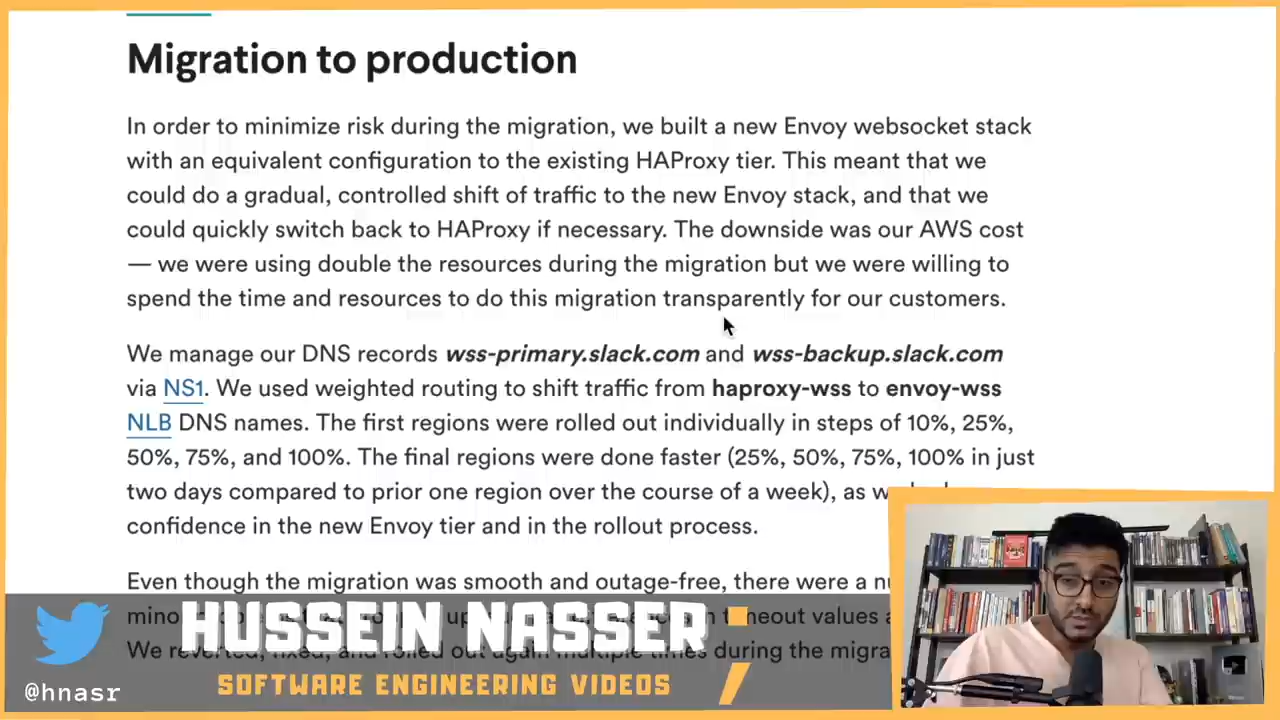 Migration to production
In order to minimize risk during the migration, we built a new Envoy websocket stack
with an equivalent configuration to the existing HAProxy tier. This meant that we
could do a gradual, controlled shift of traffic to the new Envoy stack, and that we
could quickly switch back to HAProxy if necessary. The downside was our AWS cost
— we were using double the resources during the migration but we were willing to
spend the time and resources to do this migration transparently for our customers.
We manage our DNS records wss-primary.slack.com and wss-backup.slack.com
via NS1. We used weighted routing to shift traffic from haproxy-wss to envoy-wss
NLB DNS names. The first regions were rolled out individually in steps of 10%, 25%,
50%, 75%, and 100%. The final regions were done faster (25%, 50%, 75%, 100% in just
two days compared to prior one region over the course of a week), as
confidence in the new Envoy tier and in the rollout process.
Even though the migration was smooth and outage-free, there were a
timeout values
We reverted, fixed, and rolled out again multiple times during the
HUSSEIN NASSER ;
SOFTWARE ENGINEERING VIDEOS
@hnasr